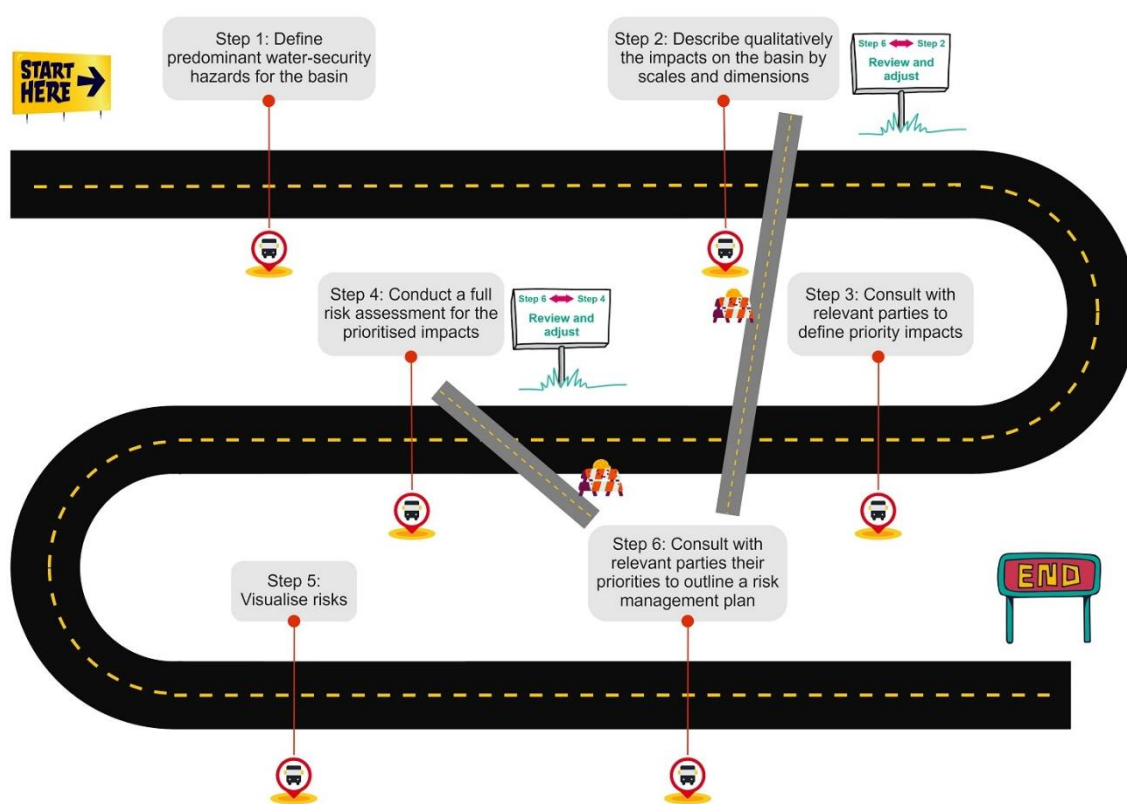 START
HERE
Step 1: Define
predominant water-security
hazards for the basin
Step 2: Describe qualitatively
the impacts on the basin by
scales and dimensions
Step 6 Step 2
Review and
adjust
Step 4: Conduct a full
risk assessment for the
prioritised impacts
Step 6 Step 4
Review and
adjust
Step 3: Consult with
relevant parties to
define priority impacts
Step 5:
Visualise risks
Step 6: Consult with
relevant parties their
priorities to outline a risk
management plan
END